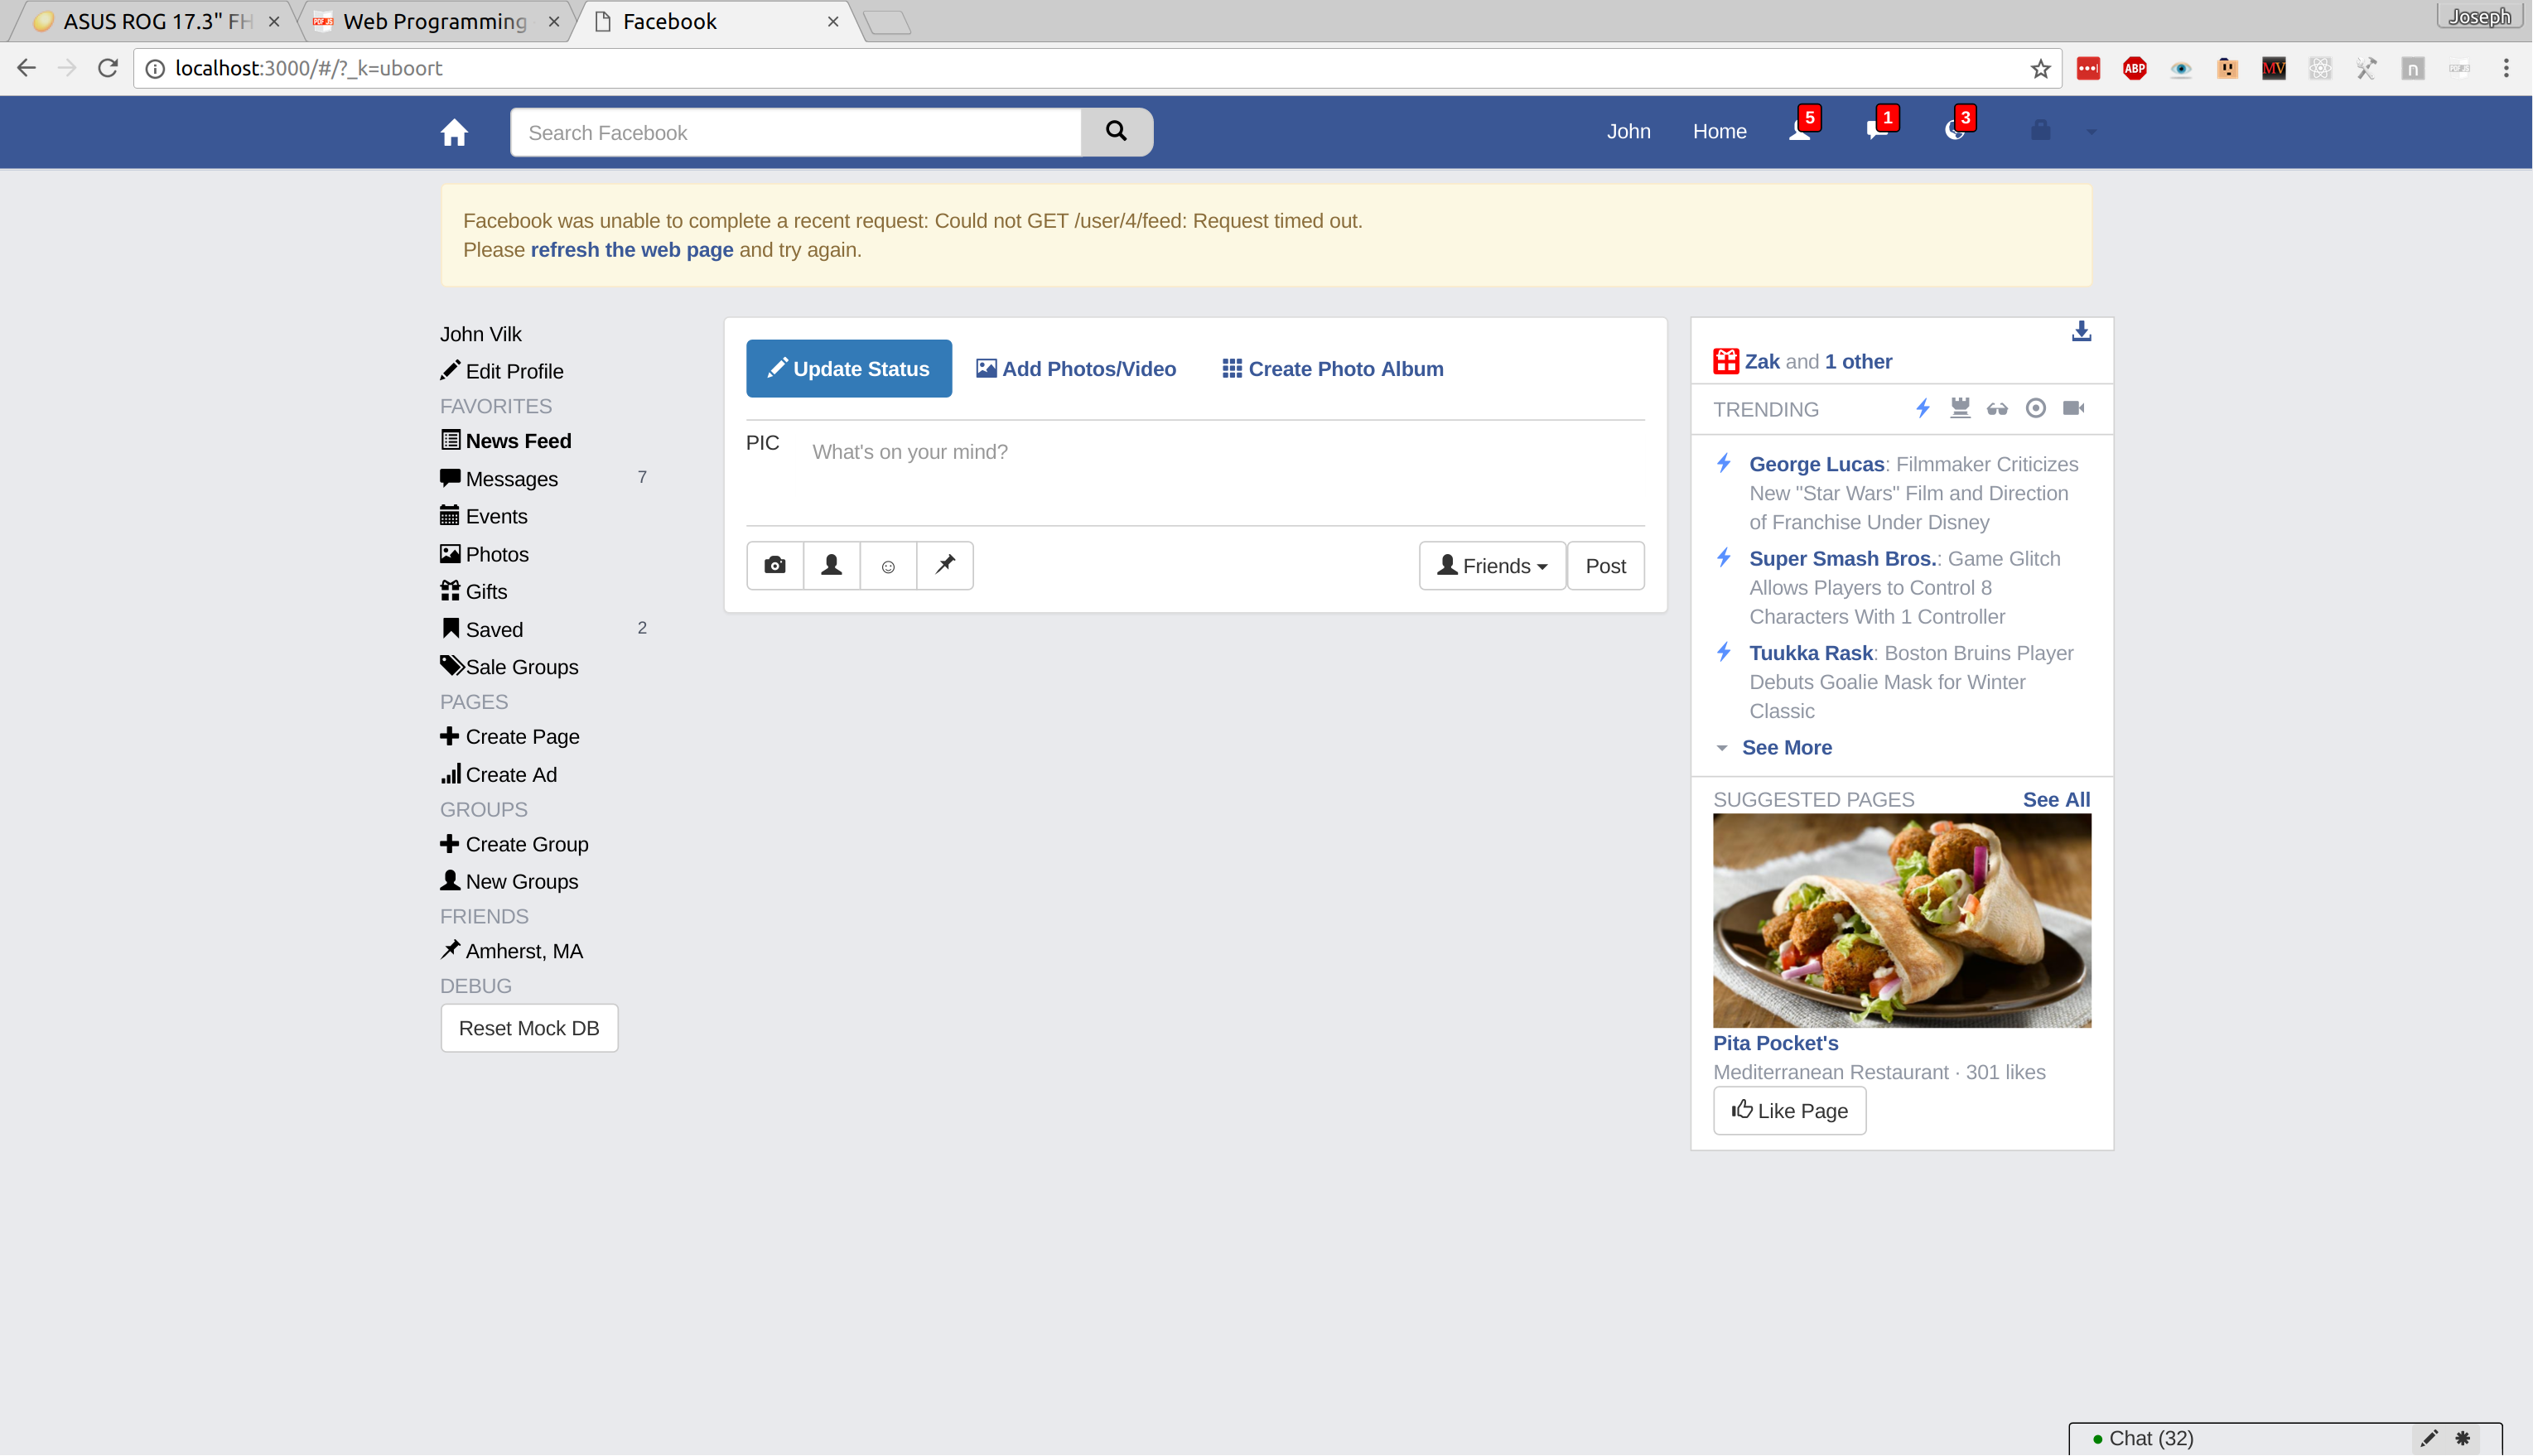 ASUS ROG 17.3" FH
Web Programming
Facebook
Joseph
localhost:3000/#/?_k=uboort
ABP
MV
n
Search Facebook
John
Home
5
1
3
Facebook was unable to complete a recent request: Could not GET /user/4/feed: Request timed out.
Please refresh the web page and try again.
John Vilk
Edit Profile
FAVORITES
News Feed
Messages 7
Events
Photos
Gifts
Saved 2
Sale Groups
PAGES
Create Page
Create Ad
GROUPS
Create Group
New Groups
FRIENDS
Amherst, MA
DEBUG
Reset Mock DB
Update Status
Add Photos/Video
Create Photo Album
PIC
What's on your mind?
Friends
Post
Zak and 1 other
TRENDING
George Lucas: Filmmaker Criticizes
New "Star Wars" Film and Direction
of Franchise Under Disney
Super Smash Bros.: Game Glitch
Allows Players to Control 8
Characters With 1 Controller
Tuukka Rask: Boston Bruins Player
Debuts Goalie Mask for Winter
Classic
See More
SUGGESTED PAGES See All
Pita Pocket's
Mediterranean Restaurant · 301 likes
Like Page
Chat (32)